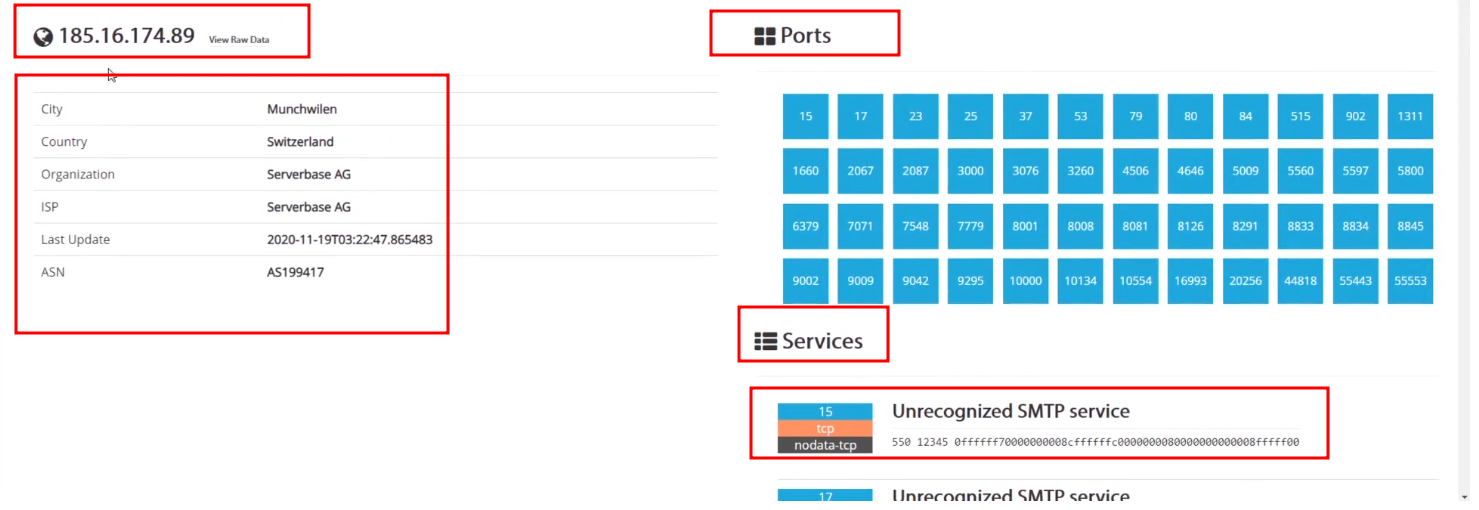 185.16.174.89 View Raw Data
City Munchwilen
Country Switzerland
Organization Serverbase AG
ISP Serverbase AG
Last Update 2020-11-19T03:22:47.865483
ASN AS199417
Ports
15 17 23 25 37 53 79 80 84 515 902 1311
1660 2067 2087 3000 3076 3260 4506 4646 5009 5560 5597 5800
6379 7071 7548 7779 8001 8008 8081 8126 8291 8833 8834 8845
9002 9009 9042 9295 10000 10134 10554 16993 20256 44818 55443 55553
Services
15
tcp
nodata-tcp
Unrecognized SMTP service
550 12345 0ffffff70000000008cffffffc0000000080000000000008fffff00
17
Unrecognized SMTP service